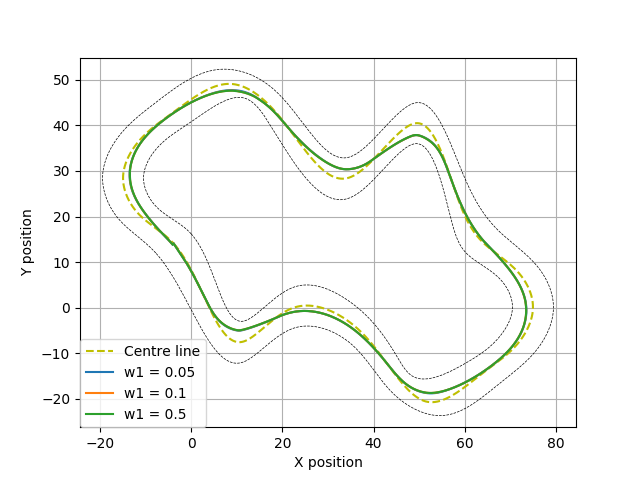 50
40
30
20
10
0
−10
−20
Y position
Centre line
w1 = 0.05
w1 = 0.1
w1 = 0.5
−20 0 20 40 60 80
X position